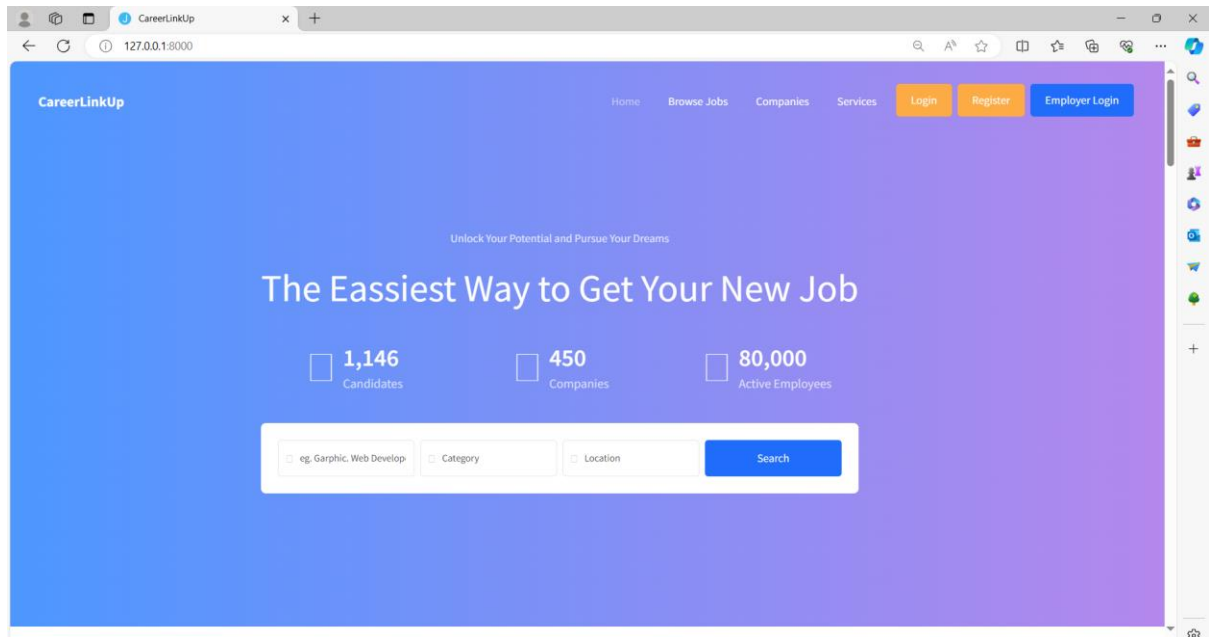 CareerLinkUp
127.0.0.1:8000
CareerLinkUp
Home Browse Jobs Companies Services Login Register Employer Login
Unlock Your Potential and Pursue Your Dreams
The Eassiest Way to Get Your New Job
1,146 450 80,000
Candidates Companies Active Employees
eg. Garphic. Web Develop Category Location Search